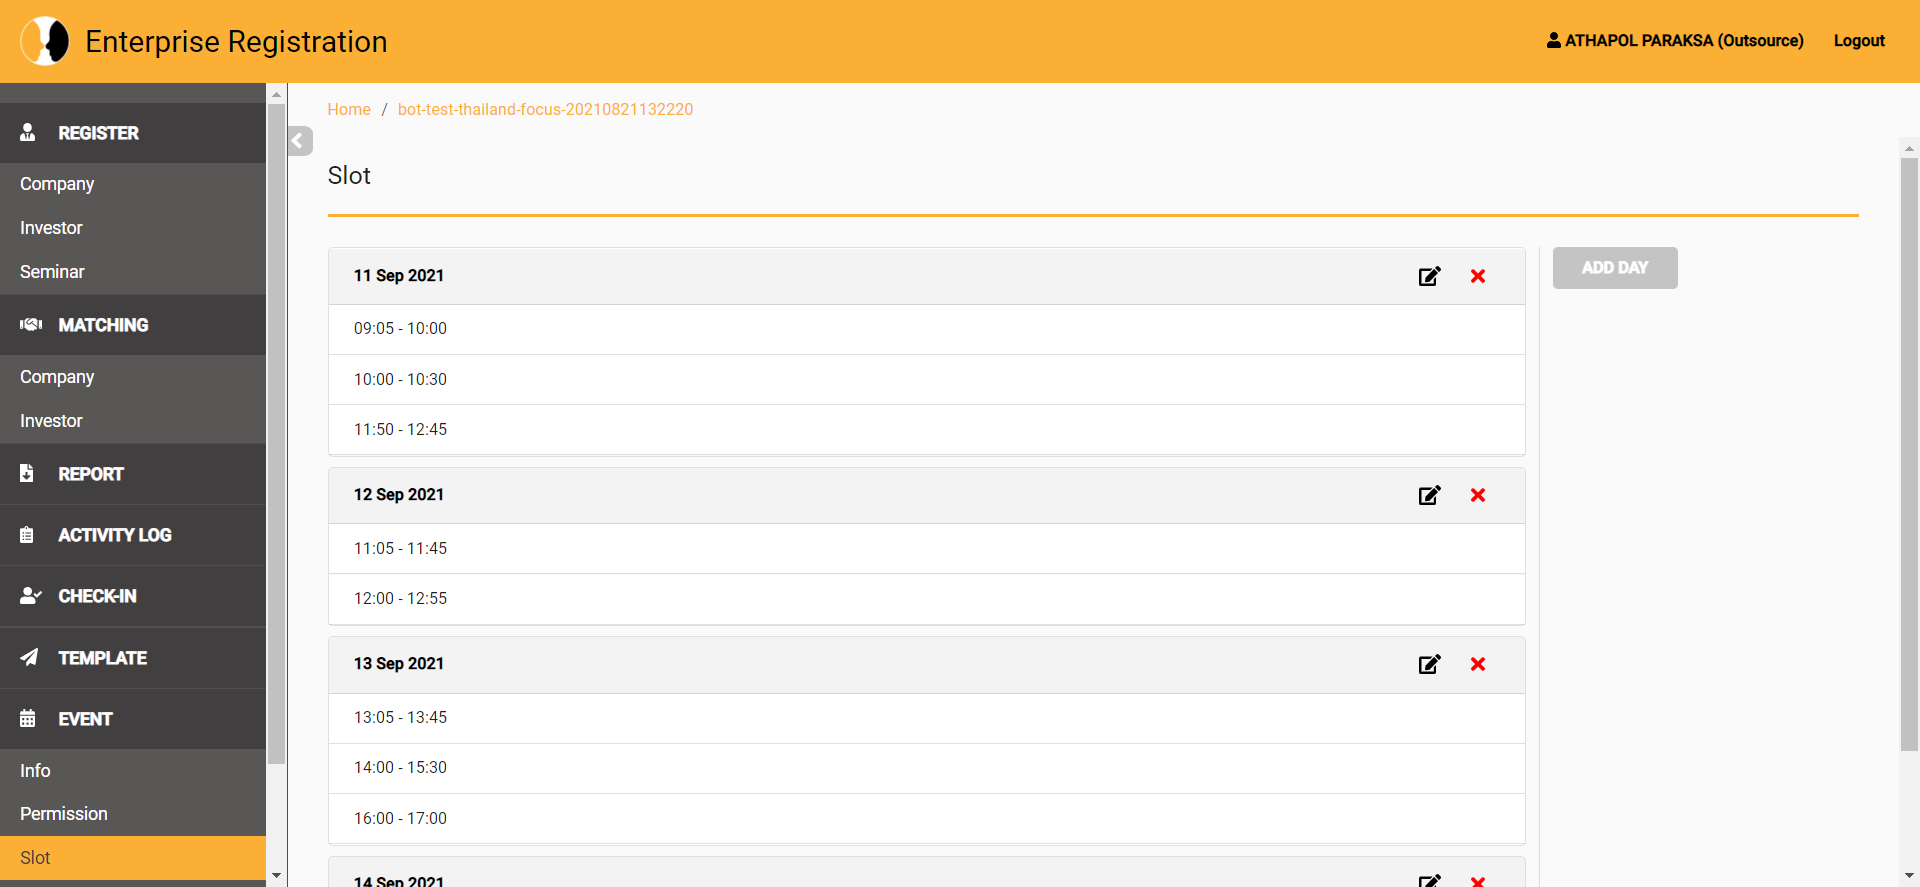 Enterprise Registration
ATHAPOL PARAKSA (Outsource)
Logout
REGISTER
Company
Investor
Seminar
MATCHING
Company
Investor
REPORT
ACTIVITY LOG
CHECK-IN
TEMPLATE
EVENT
Info
Permission
Slot
Home / bot-test-thailand-focus-20210821132220
Slot
11 Sep 2021
09:05 - 10:00
10:00 - 10:30
11:50 - 12:45
12 Sep 2021
11:05 - 11:45
12:00 - 12:55
13 Sep 2021
13:05 - 13:45
14:00 - 15:30
16:00 - 17:00
14 Sep 2021
ADD DAY